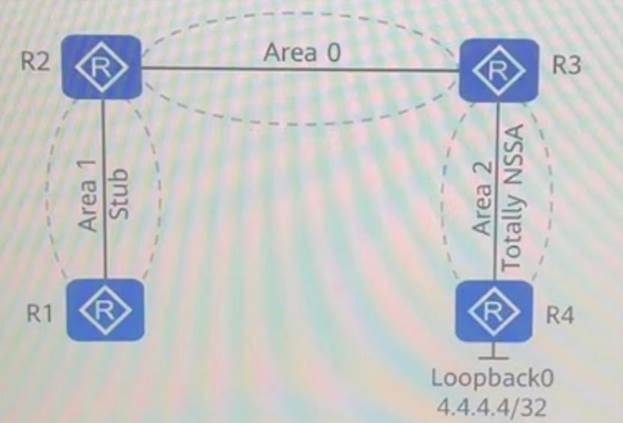 R2
R
Area 0
R
R3
Area 1
Stub
Area 2
Totally NSSA
R1
R
R
R4
Loopback0
4.4.4.4/32